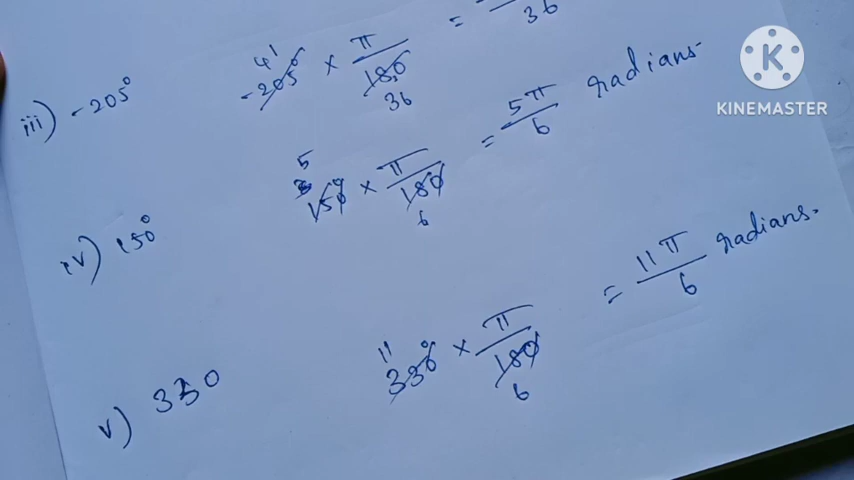 iii) -205° -205° × π/180 = /36
41 36
iv) 150° 150° × π/180 = 5π/6 radians.
5 6
v) 330 330° × π/180 = 11π/6 radians.
11 6
KINEMASTER